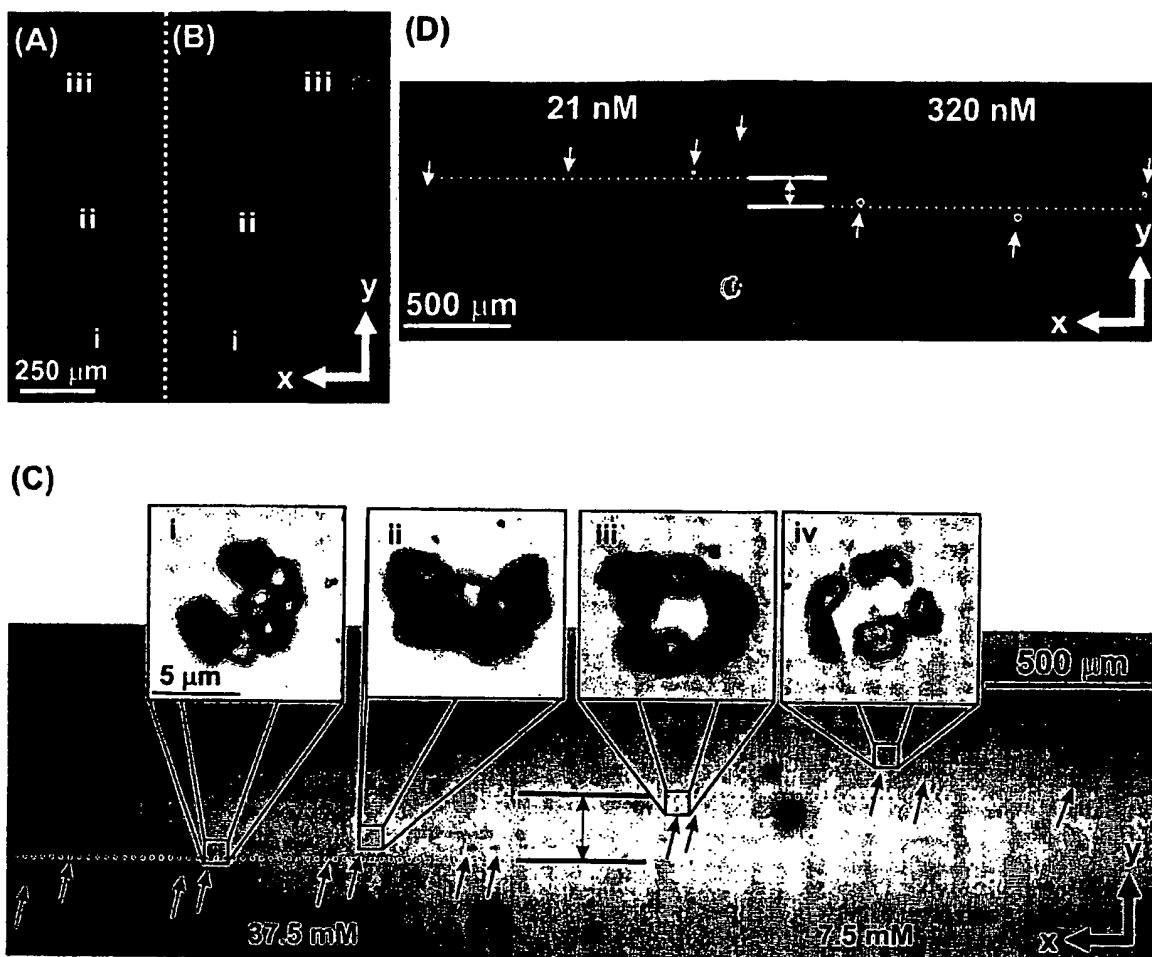 (A)
(B)
iii
iii
ii
ii
i
i
250 μm
y
x
(D)
21 nM
320 nM
500 μm
y
x
(C)
i
ii
iii
iv
5 μm
500 μm
37.5 mM
7.5 mM
y
x